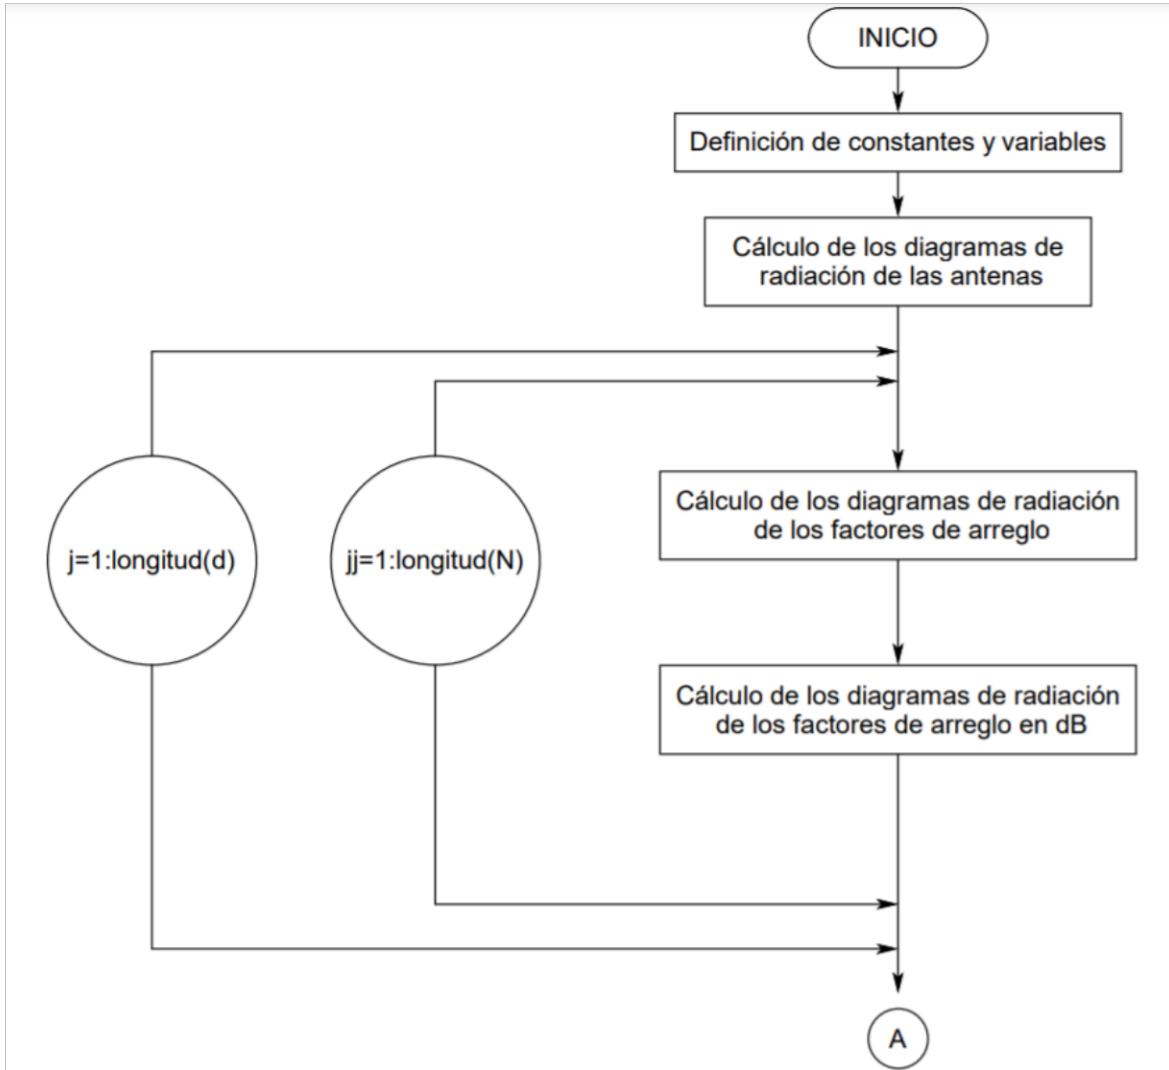 INICIO
Definición de constantes y variables
Cálculo de los diagramas de
radiación de las antenas
j=1:longitud(d)
jj=1:longitud(N)
Cálculo de los diagramas de radiación
de los factores de arreglo
Cálculo de los diagramas de radiación
de los factores de arreglo en dB
A